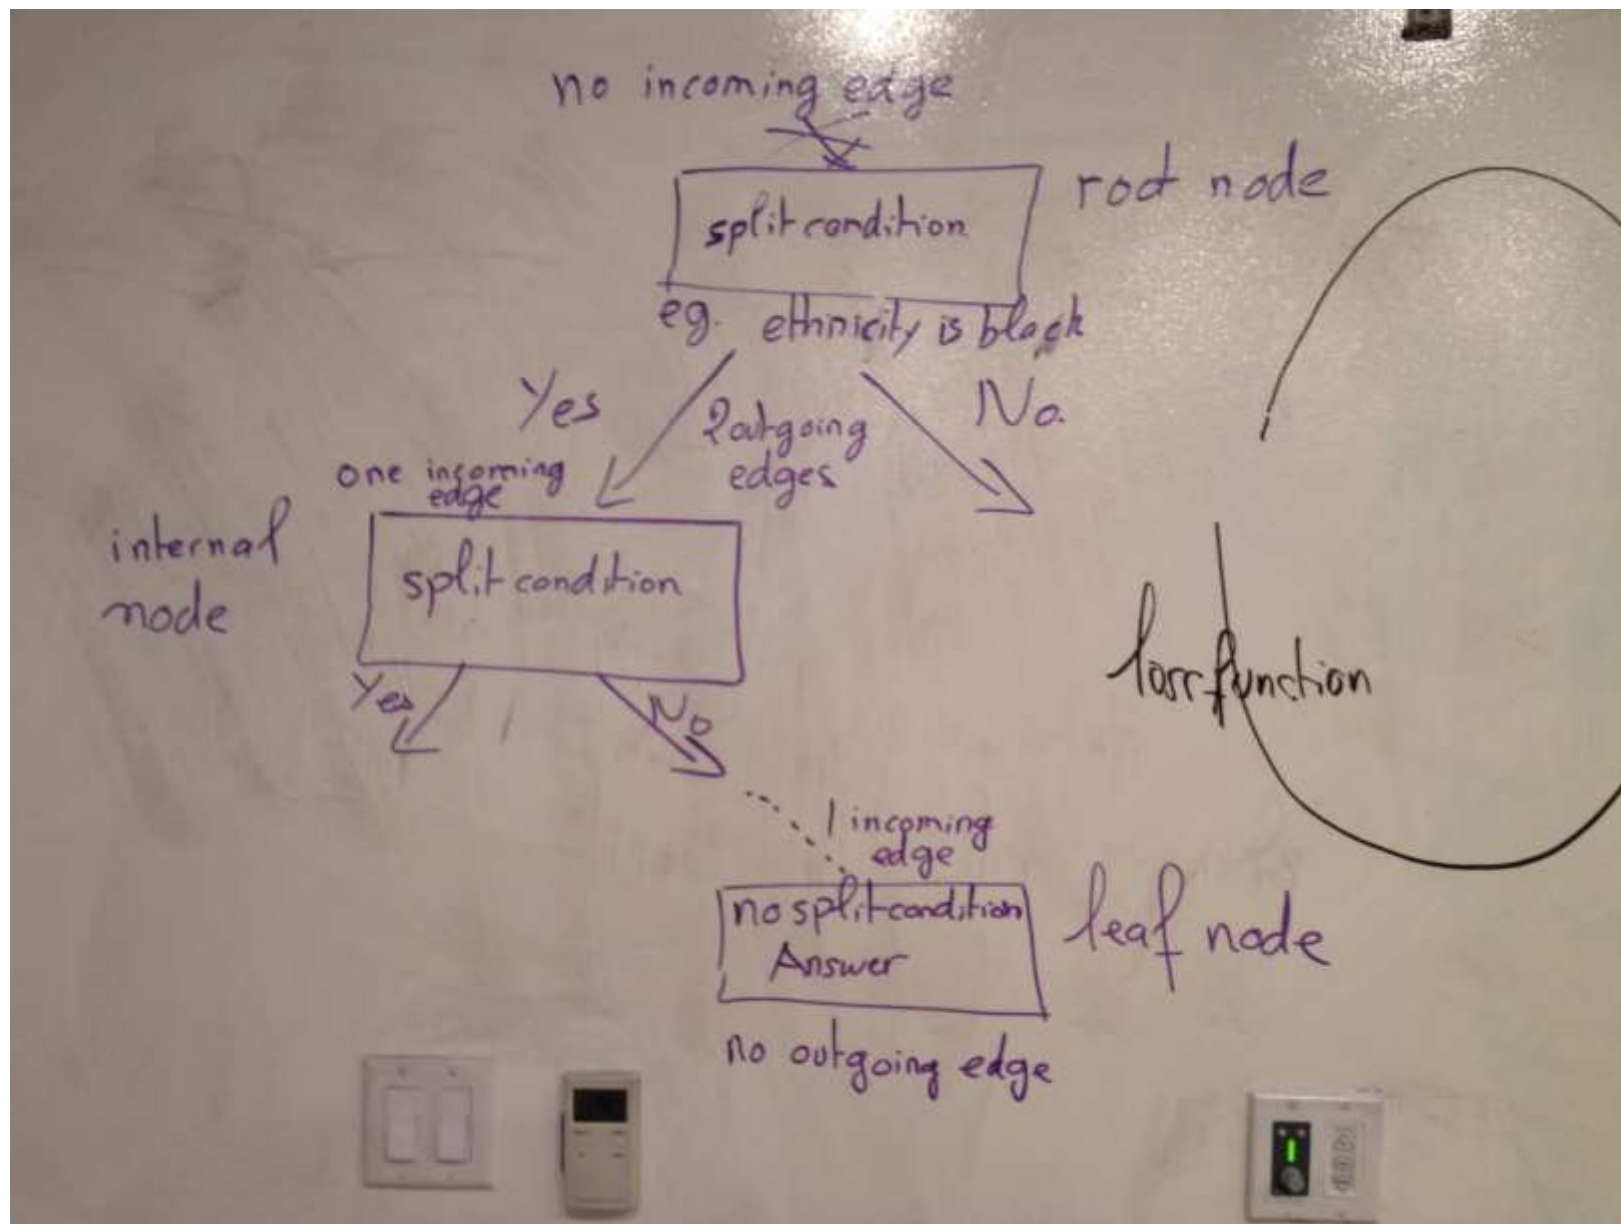 no incoming edge
root node
split condition
eg. ethnicity is black
Yes
No.
2 outgoing
edges
one incoming
edge
internal
node
split condition
Yes
No
loss function
1 incoming
edge
no split condition
Answer
leaf node
no outgoing edge